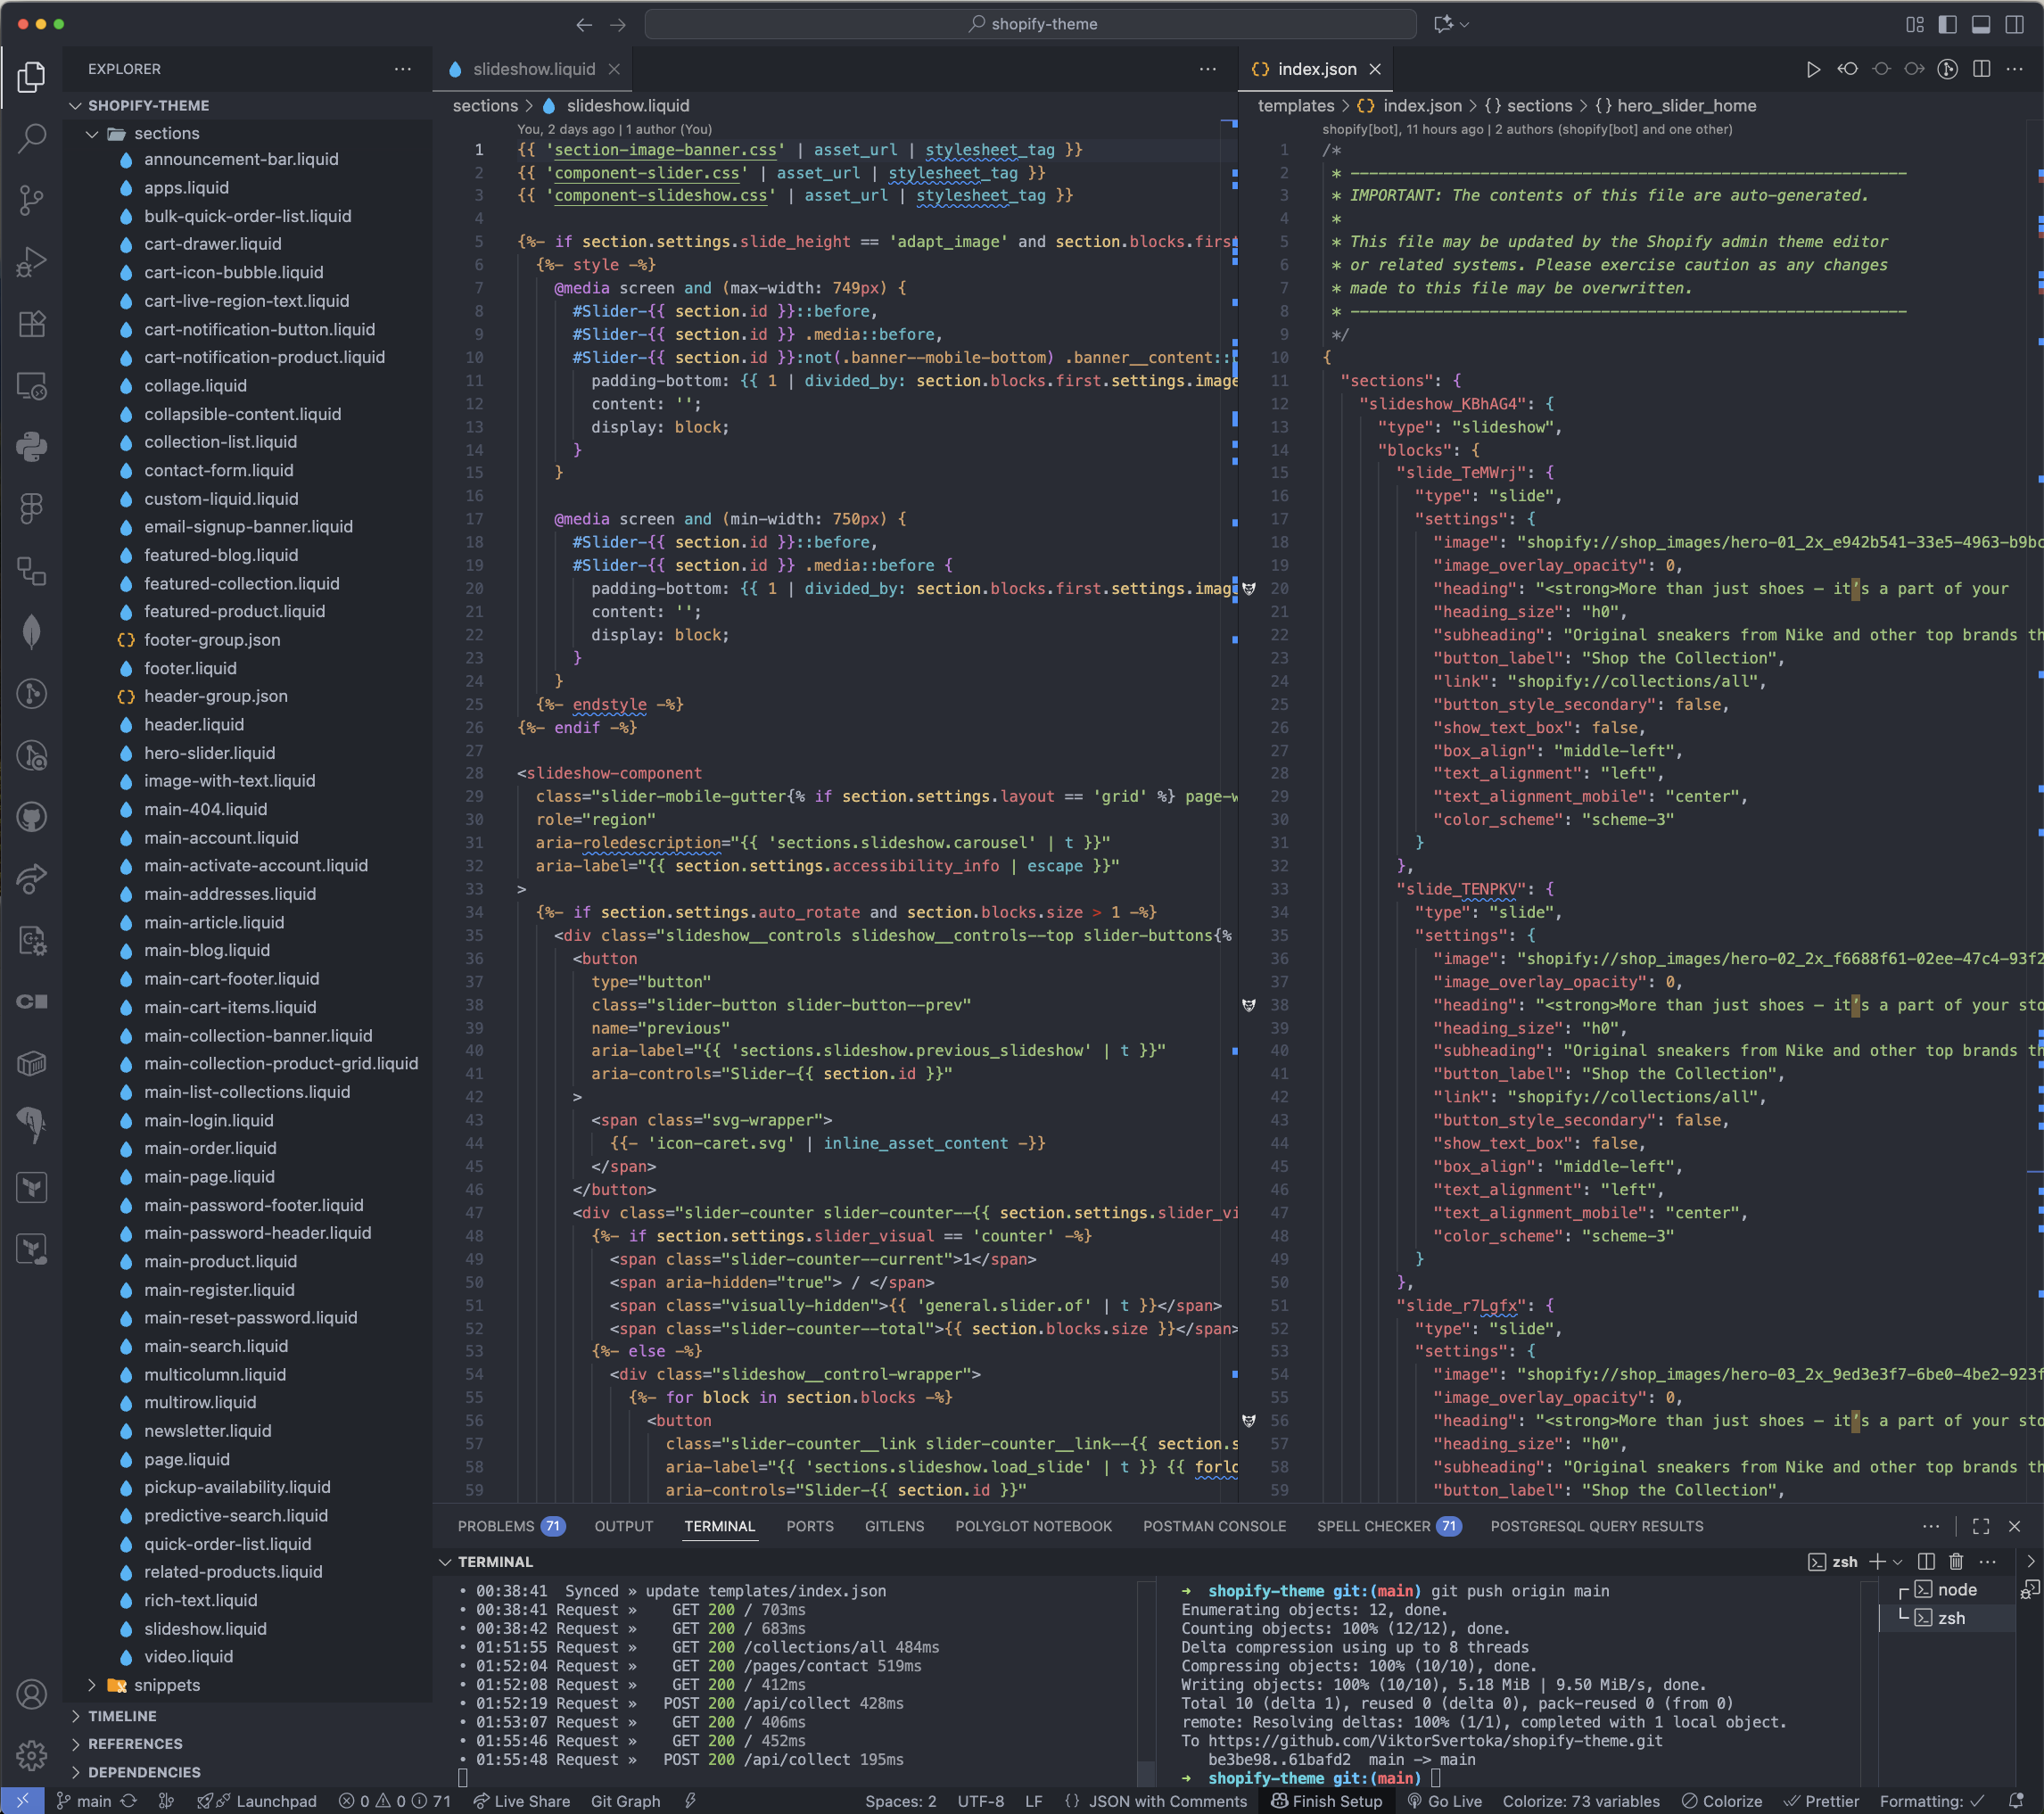 shopify-theme
EXPLORER
SHOPIFY-THEME
sections
announcement-bar.liquid
apps.liquid
bulk-quick-order-list.liquid
cart-drawer.liquid
cart-icon-bubble.liquid
cart-live-region-text.liquid
cart-notification-button.liquid
cart-notification-product.liquid
collage.liquid
collapsible-content.liquid
collection-list.liquid
contact-form.liquid
custom-liquid.liquid
email-signup-banner.liquid
featured-blog.liquid
featured-collection.liquid
featured-product.liquid
footer-group.json
footer.liquid
header-group.json
header.liquid
hero-slider.liquid
image-with-text.liquid
main-404.liquid
main-account.liquid
main-activate-account.liquid
main-addresses.liquid
main-article.liquid
main-blog.liquid
main-cart-footer.liquid
main-cart-items.liquid
main-collection-banner.liquid
main-collection-product-grid.liquid
main-list-collections.liquid
main-login.liquid
main-order.liquid
main-page.liquid
main-password-footer.liquid
main-password-header.liquid
main-product.liquid
main-register.liquid
main-reset-password.liquid
main-search.liquid
multicolumn.liquid
multirow.liquid
newsletter.liquid
page.liquid
pickup-availability.liquid
predictive-search.liquid
quick-order-list.liquid
related-products.liquid
rich-text.liquid
slideshow.liquid
video.liquid
snippets
TIMELINE
REFERENCES
DEPENDENCIES
slideshow.liquid
sections > slideshow.liquid
You, 2 days ago | 1 author (You)
1 {{ 'section-image-banner.css' | asset_url | stylesheet_tag }}
2 {{ 'component-slider.css' | asset_url | stylesheet_tag }}
3 {{ 'component-slideshow.css' | asset_url | stylesheet_tag }}
4
5 {%- if section.settings.slide_height == 'adapt_image' and section.blocks.first
6 {%- style -%}
7 @media screen and (max-width: 749px) {
8 #Slider-{{ section.id }}::before,
9 #Slider-{{ section.id }} .media::before,
10 #Slider-{{ section.id }}:not(.banner--mobile-bottom) .banner__content::
11 padding-bottom: {{ 1 | divided_by: section.blocks.first.settings.image
12 content: '';
13 display: block;
14 }
15 }
16
17 @media screen and (min-width: 750px) {
18 #Slider-{{ section.id }}::before,
19 #Slider-{{ section.id }} .media::before {
20 padding-bottom: {{ 1 | divided_by: section.blocks.first.settings.image
21 content: '';
22 display: block;
23 }
24 }
25 {%- endstyle -%}
26 {%- endif -%}
27
28 <slideshow-component
29 class="slider-mobile-gutter{% if section.settings.layout == 'grid' %} page-w
30 role="region"
31 aria-roledescription="{{ 'sections.slideshow.carousel' | t }}"
32 aria-label="{{ section.settings.accessibility_info | escape }}"
33 >
34 {%- if section.settings.auto_rotate and section.blocks.size > 1 -%}
35 <div class="slideshow__controls slideshow__controls--top slider-buttons{%
36 <button
37 type="button"
38 class="slider-button slider-button--prev"
39 name="previous"
40 aria-label="{{ 'sections.slideshow.previous_slideshow' | t }}"
41 aria-controls="Slider-{{ section.id }}"
42 >
43 <span class="svg-wrapper">
44 {{- 'icon-caret.svg' | inline_asset_content -}}
45 </span>
46 </button>
47 <div class="slider-counter slider-counter--{{ section.settings.slider_vi
48 {%- if section.settings.slider_visual == 'counter' -%}
49 <span class="slider-counter--current">1</span>
50 <span aria-hidden="true"> / </span>
51 <span class="visually-hidden">{{ 'general.slider.of' | t }}</span>
52 <span class="slider-counter--total">{{ section.blocks.size }}</span>
53 {%- else -%}
54 <div class="slideshow__control-wrapper">
55 {%- for block in section.blocks -%}
56 <button
57 class="slider-counter__link slider-counter__link--{{ section.s
58 aria-label="{{ 'sections.slideshow.load_slide' | t }} {{ forlo
59 aria-controls="Slider-{{ section.id }}"
index.json
templates > {} index.json > {} sections > {} hero_slider_home
shopify[bot], 11 hours ago | 2 authors (shopify[bot] and one other)
1 /*
2 * ------------------------------------------------------------
3 * IMPORTANT: The contents of this file are auto-generated.
4 *
5 * This file may be updated by the Shopify admin theme editor
6 * or related systems. Please exercise caution as any changes
7 * made to this file may be overwritten.
8 * ------------------------------------------------------------
9 */
10 {
11 "sections": {
12 "slideshow_KBhAG4": {
13 "type": "slideshow",
14 "blocks": {
15 "slide_TeMWrj": {
16 "type": "slide",
17 "settings": {
18 "image": "shopify://shop_images/hero-01_2x_e942b541-33e5-4963-b9bc
19 "image_overlay_opacity": 0,
20 "heading": "<strong>More than just shoes — it’s a part of your
21 "heading_size": "h0",
22 "subheading": "Original sneakers from Nike and other top brands th
23 "button_label": "Shop the Collection",
24 "link": "shopify://collections/all",
25 "button_style_secondary": false,
26 "show_text_box": false,
27 "box_align": "middle-left",
28 "text_alignment": "left",
29 "text_alignment_mobile": "center",
30 "color_scheme": "scheme-3"
31 }
32 },
33 "slide_TENPKV": {
34 "type": "slide",
35 "settings": {
36 "image": "shopify://shop_images/hero-02_2x_f6688f61-02ee-47c4-93f2
37 "image_overlay_opacity": 0,
38 "heading": "<strong>More than just shoes — it’s a part of your sto
39 "heading_size": "h0",
40 "subheading": "Original sneakers from Nike and other top brands th
41 "button_label": "Shop the Collection",
42 "link": "shopify://collections/all",
43 "button_style_secondary": false,
44 "show_text_box": false,
45 "box_align": "middle-left",
46 "text_alignment": "left",
47 "text_alignment_mobile": "center",
48 "color_scheme": "scheme-3"
49 }
50 },
51 "slide_r7Lgfx": {
52 "type": "slide",
53 "settings": {
54 "image": "shopify://shop_images/hero-03_2x_9ed3e3f7-6be0-4be2-923f
55 "image_overlay_opacity": 0,
56 "heading": "<strong>More than just shoes — it’s a part of your sto
57 "heading_size": "h0",
58 "subheading": "Original sneakers from Nike and other top brands th
59 "button_label": "Shop the Collection",
PROBLEMS 71 OUTPUT TERMINAL PORTS GITLENS POLYGLOT NOTEBOOK POSTMAN CONSOLE SPELL CHECKER 71 POSTGRESQL QUERY RESULTS
TERMINAL
zsh
• 00:38:41 Synced » update templates/index.json
• 00:38:41 Request » GET 200 / 703ms
• 00:38:42 Request » GET 200 / 683ms
• 01:51:55 Request » GET 200 /collections/all 484ms
• 01:52:04 Request » GET 200 /pages/contact 519ms
• 01:52:08 Request » GET 200 / 412ms
• 01:52:19 Request » POST 200 /api/collect 428ms
• 01:53:07 Request » GET 200 / 406ms
• 01:55:46 Request » GET 200 / 452ms
• 01:55:48 Request » POST 200 /api/collect 195ms
→ shopify-theme git:(main) git push origin main
Enumerating objects: 12, done.
Counting objects: 100% (12/12), done.
Delta compression using up to 8 threads
Compressing objects: 100% (10/10), done.
Writing objects: 100% (10/10), 5.18 MiB | 9.50 MiB/s, done.
Total 10 (delta 1), reused 0 (delta 0), pack-reused 0 (from 0)
remote: Resolving deltas: 100% (1/1), completed with 1 local object.
To https://github.com/ViktorSvertoka/shopify-theme.git
be3be98..61bafd2 main -> main
→ shopify-theme git:(main)
node
zsh
main Launchpad 0 0 71 Live Share Git Graph Spaces: 2 UTF-8 LF {} JSON with Comments Finish Setup Go Live Colorize: 73 variables Colorize Prettier Formatting: ✓